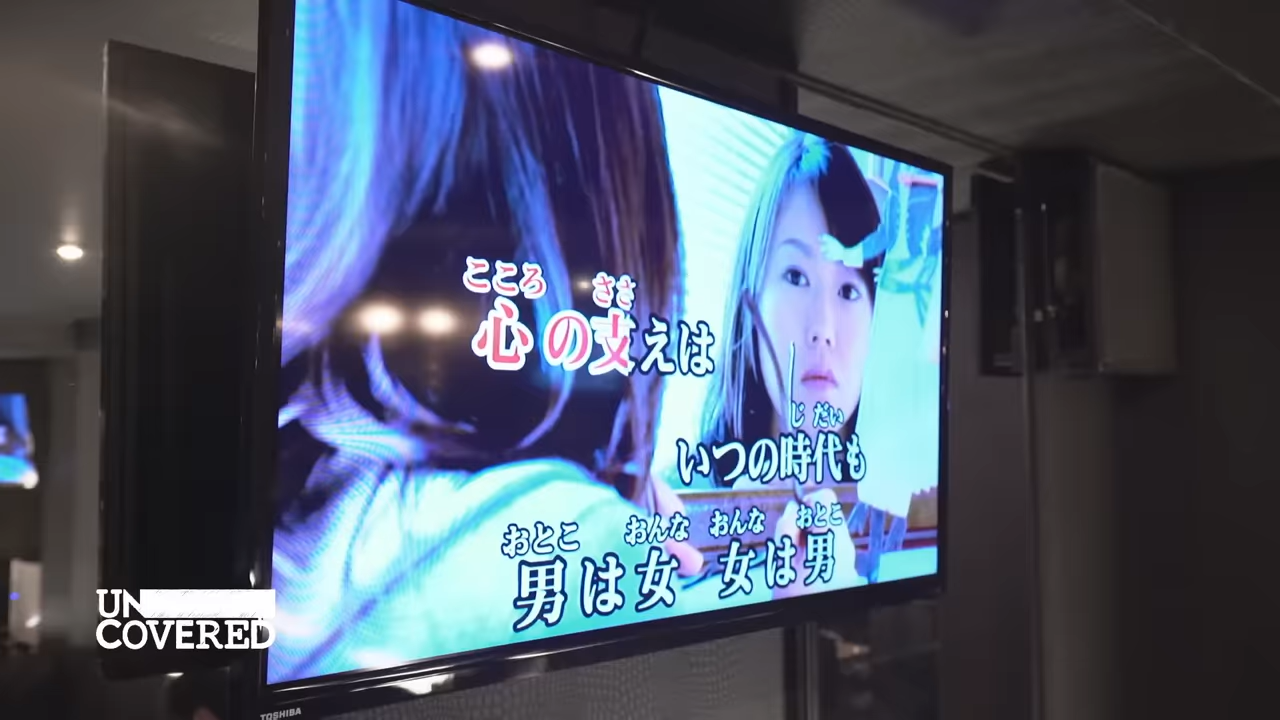 こころ ささ
心の支えは
じだい
いつの時代も
おとこ おんな おんな おとこ
男は女 女は男
UN
COVERED
TOSHIBA